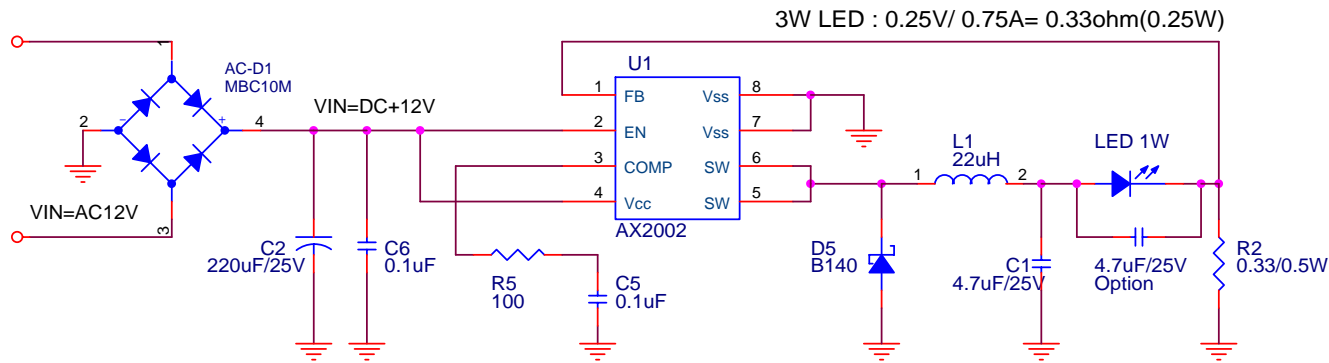 3W LED : 0.25V/ 0.75A= 0.33ohm(0.25W)
1
AC-D1
MBC10M
2
-
+
4
3
VIN=AC12V
VIN=DC+12V
C2
220uF/25V
C6
0.1uF
R5
100
C5
0.1uF
U1
1
FB
Vss
8
2
EN
Vss
7
3
COMP
SW
6
4
Vcc
SW
5
AX2002
D5
B140
L1
22uH
1
2
C1
4.7uF/25V
LED 1W
4.7uF/25V
Option
R2
0.33/0.5W